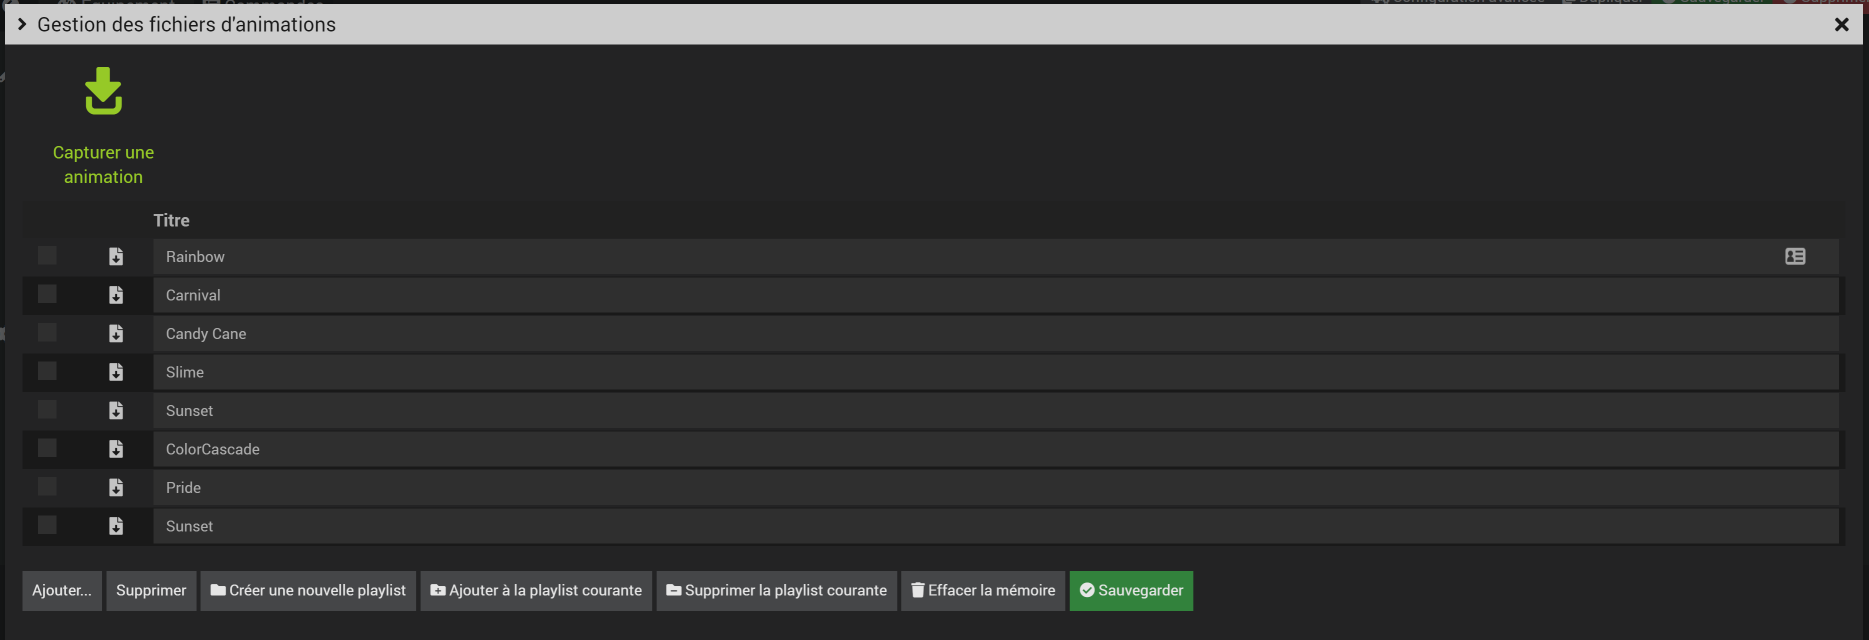 Gestion des fichiers d'animations
Capturer une
animation
Titre
Rainbow
Carnival
Candy Cane
Slime
Sunset
ColorCascade
Pride
Sunset
Ajouter... Supprimer Créer une nouvelle playlist Ajouter à la playlist courante Supprimer la playlist courante Effacer la mémoire Sauvegarder